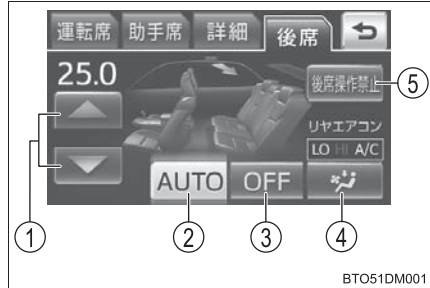 運転席 助手席 詳細 後席
25.0
後席操作禁止
リヤエアコン
LO HI A/C
AUTO OFF
5
1 2 3 4
BTO51DM001